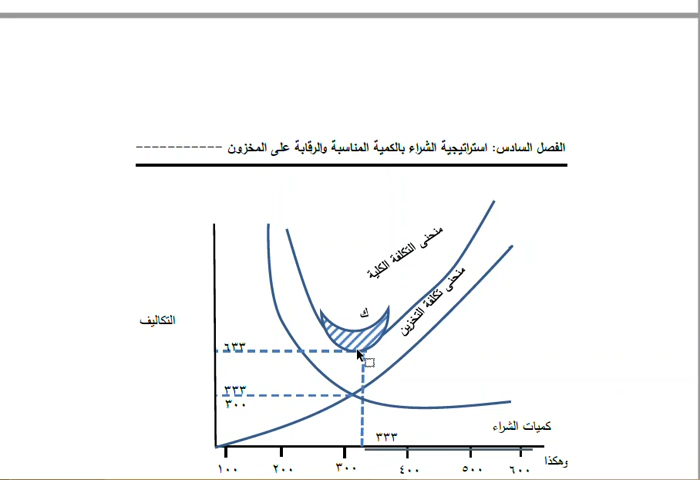 الفصل السادس: استراتيجية الشراء بالكمية المناسبة والرقابة على المخزون ------------
منحنى التكلفة الكلية
منحنى تكلفة التخزين
ك
التكاليف
٦٣٣
٣٣٣
٣٠٠
كميات الشراء
٣٣٣
وهكذا
١٠٠ ٢٠٠ ٣٠٠ ٤٠٠ ٥٠٠ ٦٠٠